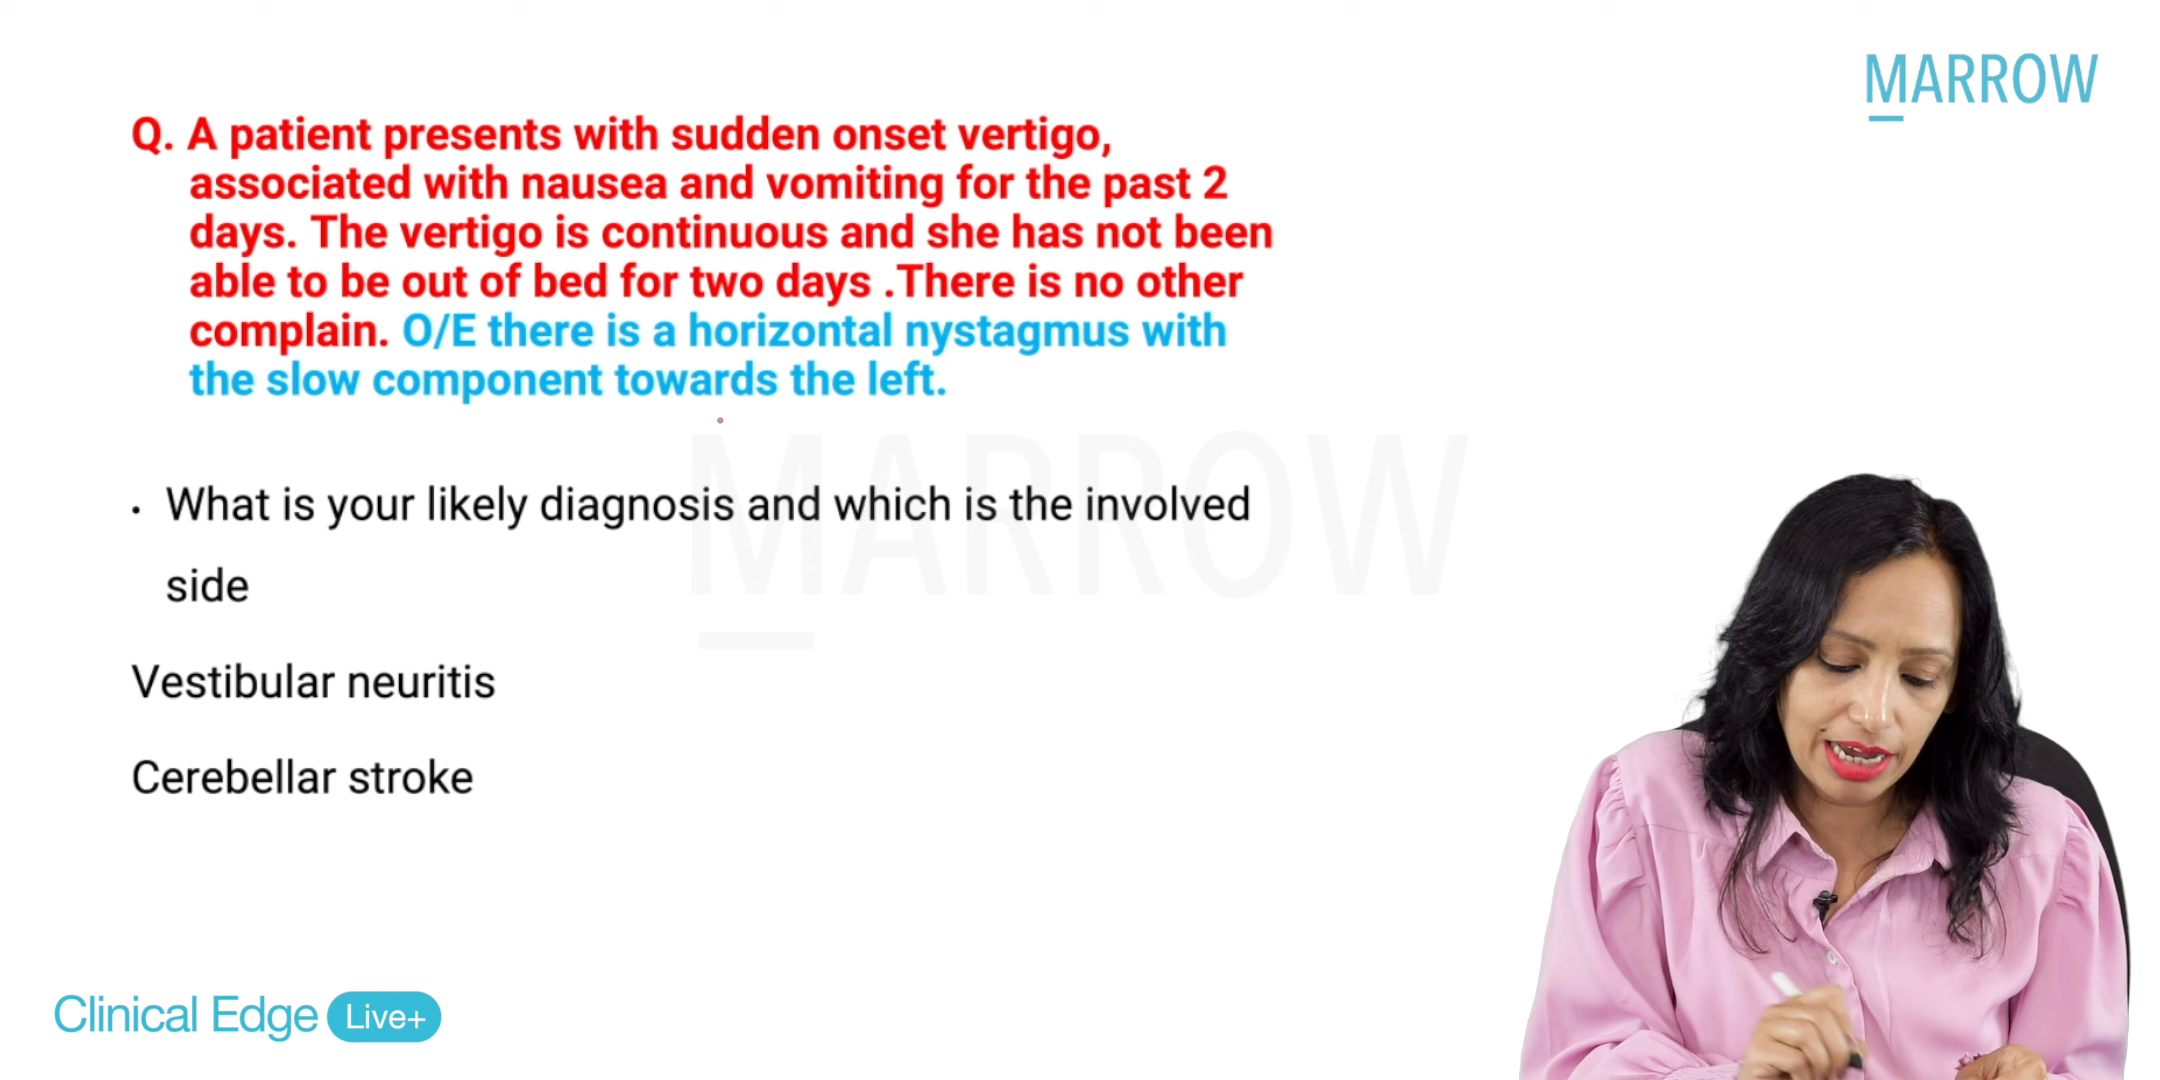 MARROW
Q. A patient presents with sudden onset vertigo,
associated with nausea and vomiting for the past 2
days. The vertigo is continuous and she has not been
able to be out of bed for two days .There is no other
complain. O/E there is a horizontal nystagmus with
the slow component towards the left.
MARROW
• What is your likely diagnosis and which is the involved
side
Vestibular neuritis
Cerebellar stroke
Clinical Edge Live+